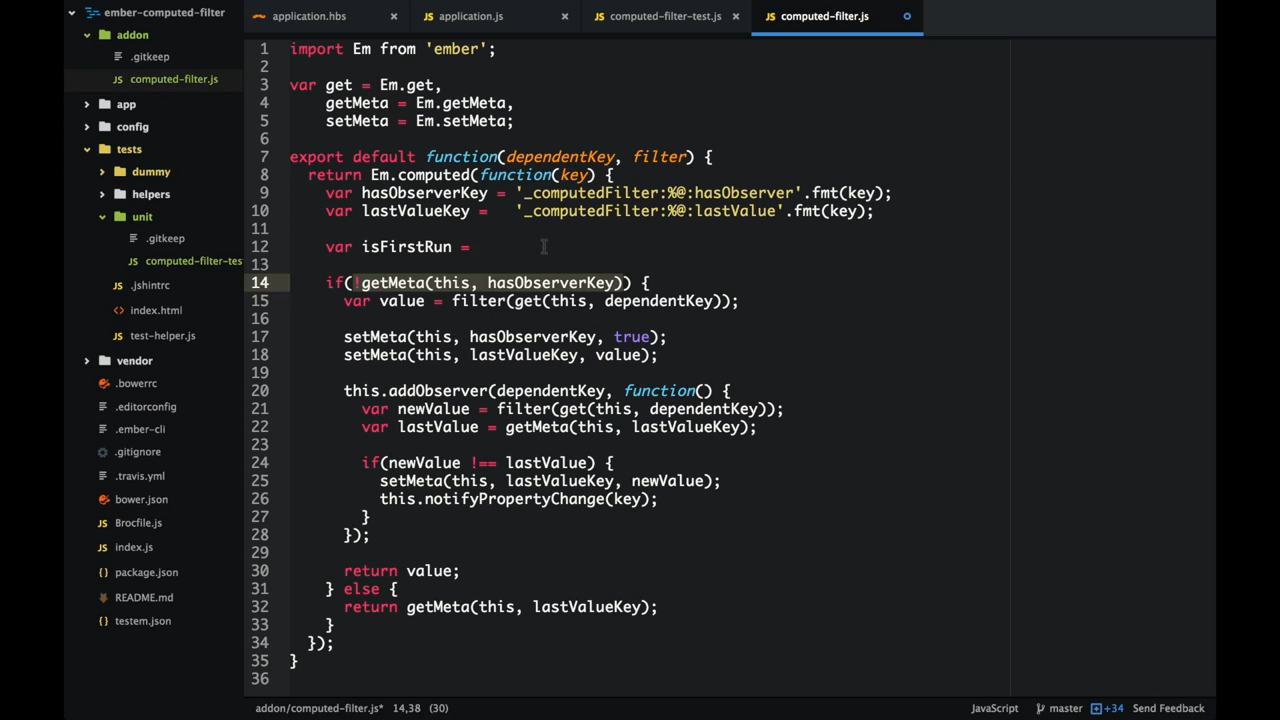 ember-computed-filter
addon
.gitkeep
computed-filter.js
app
config
tests
dummy
helpers
unit
.gitkeep
computed-filter-tes
.jshintrc
index.html
test-helper.js
vendor
.bowerrc
.editorconfig
.ember-cli
.gitignore
.travis.yml
bower.json
Brocfile.js
index.js
package.json
README.md
testem.json
application.hbs
application.js
computed-filter-test.js
computed-filter.js
1 import Em from 'ember';
2
3 var get = Em.get,
4 getMeta = Em.getMeta,
5 setMeta = Em.setMeta;
6
7 export default function(dependentKey, filter) {
8 return Em.computed(function(key) {
9 var hasObserverKey = '_computedFilter:%@:hasObserver'.fmt(key);
10 var lastValueKey = '_computedFilter:%@:lastValue'.fmt(key);
11
12 var isFirstRun =
13
14 if(!getMeta(this, hasObserverKey)) {
15 var value = filter(get(this, dependentKey));
16
17 setMeta(this, hasObserverKey, true);
18 setMeta(this, lastValueKey, value);
19
20 this.addObserver(dependentKey, function() {
21 var newValue = filter(get(this, dependentKey));
22 var lastValue = getMeta(this, lastValueKey);
23
24 if(newValue !== lastValue) {
25 setMeta(this, lastValueKey, newValue);
26 this.notifyPropertyChange(key);
27 }
28 });
29
30 return value;
31 } else {
32 return getMeta(this, lastValueKey);
33 }
34 });
35 }
36
addon/computed-filter.js* 14,38 (30) JavaScript master +34 Send Feedback